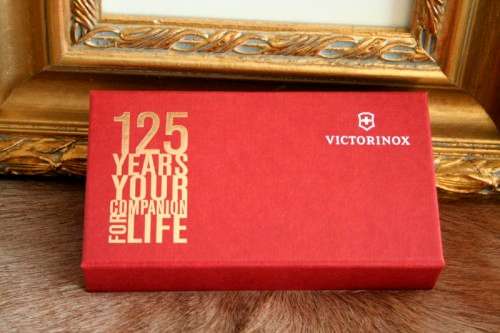 125
YEARS
YOUR
COMPANION
FOR LIFE
VICTORINOX